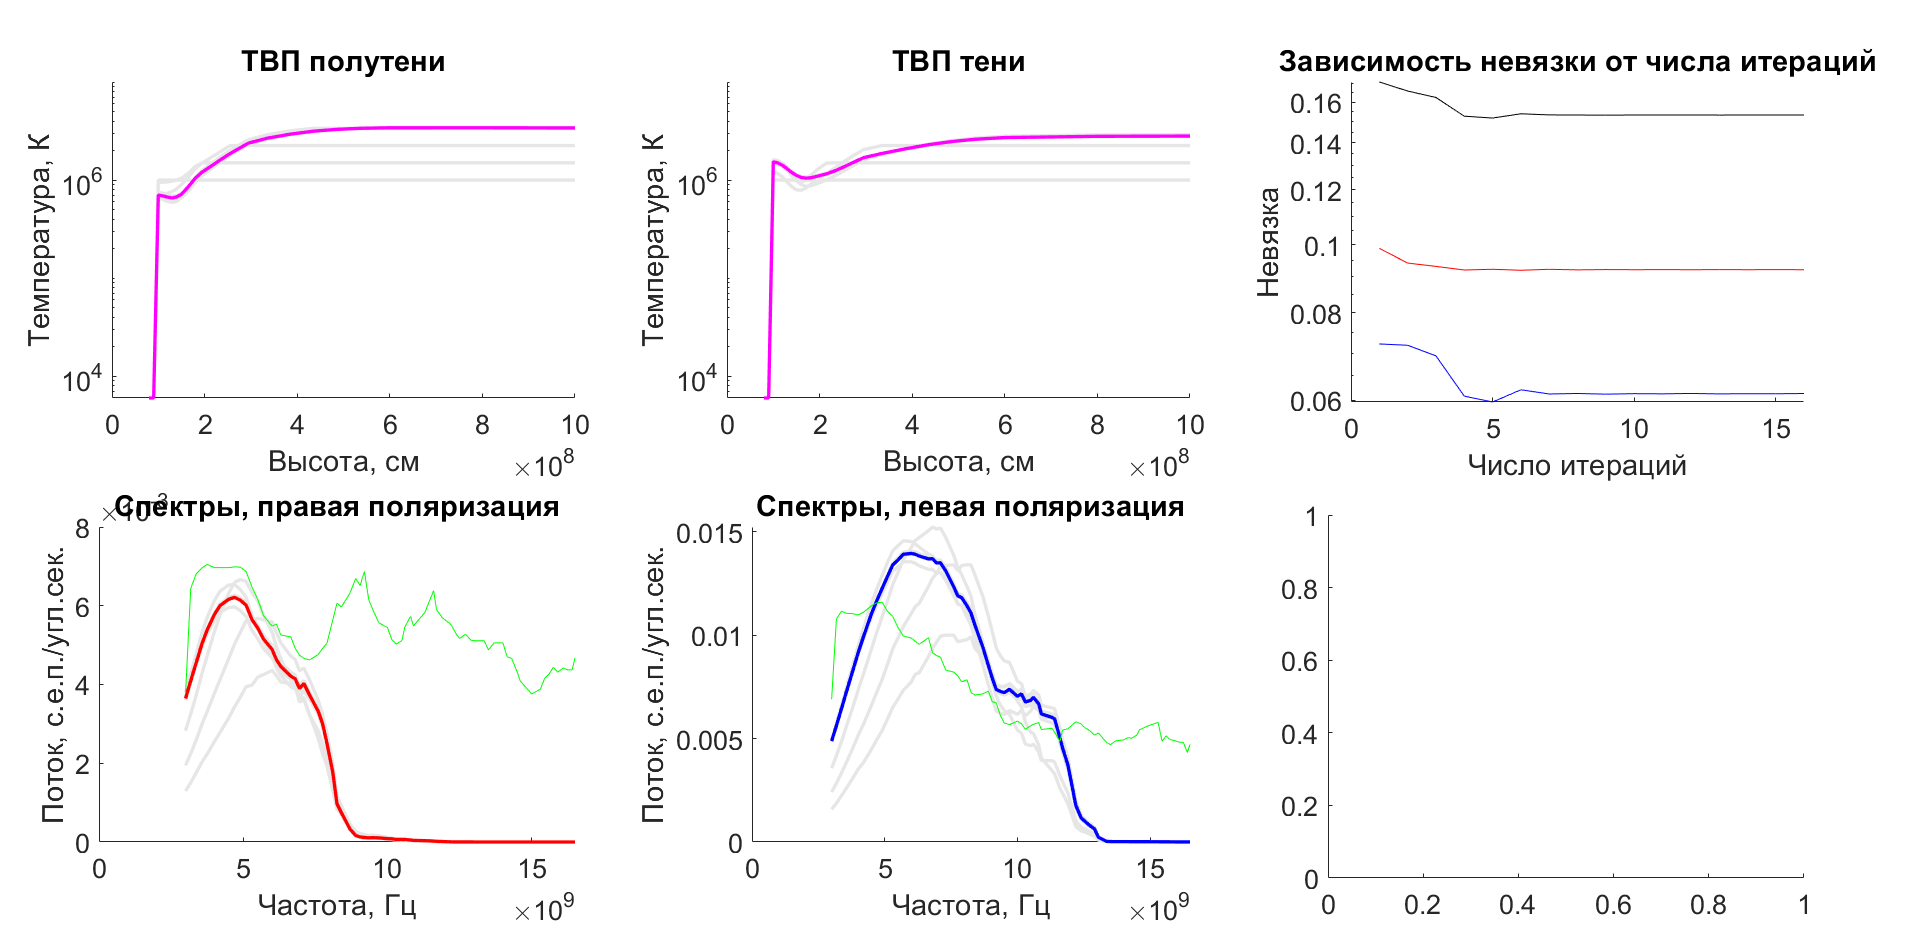 ТВП полутени
Температура, К
10^6
10^4
0 2 4 6 8 10
Высота, см
×10^8
ТВП тени
Температура, К
10^6
10^4
0 2 4 6 8 10
Высота, см
×10^8
Зависимость невязки от числа итераций
Невязка
0.16
0.14
0.12
0.1
0.08
0.06
0 5 10 15
Число итераций
×10^-3
Спектры, правая поляризация
Поток, с.е.п./угл.сек.
8
6
4
2
0
0 5 10 15
Частота, Гц
×10^9
Спектры, левая поляризация
Поток, с.е.п./угл.сек.
0.015
0.01
0.005
0
0 5 10 15
Частота, Гц
×10^9
1
0.8
0.6
0.4
0.2
0
0 0.2 0.4 0.6 0.8 1